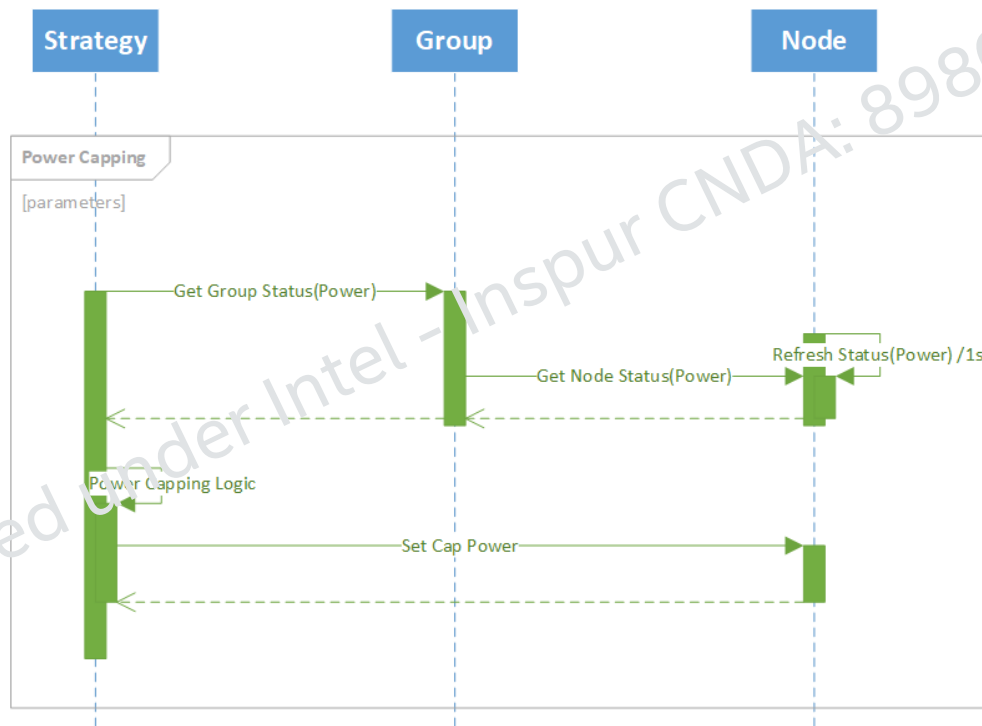 Strategy
Group
Node
Power Capping
[parameters]
Get Group Status(Power)
Refresh Status(Power) /1s
Get Node Status(Power)
Power Capping Logic
Set Cap Power
ed under Intel - Inspur CNDA: 898